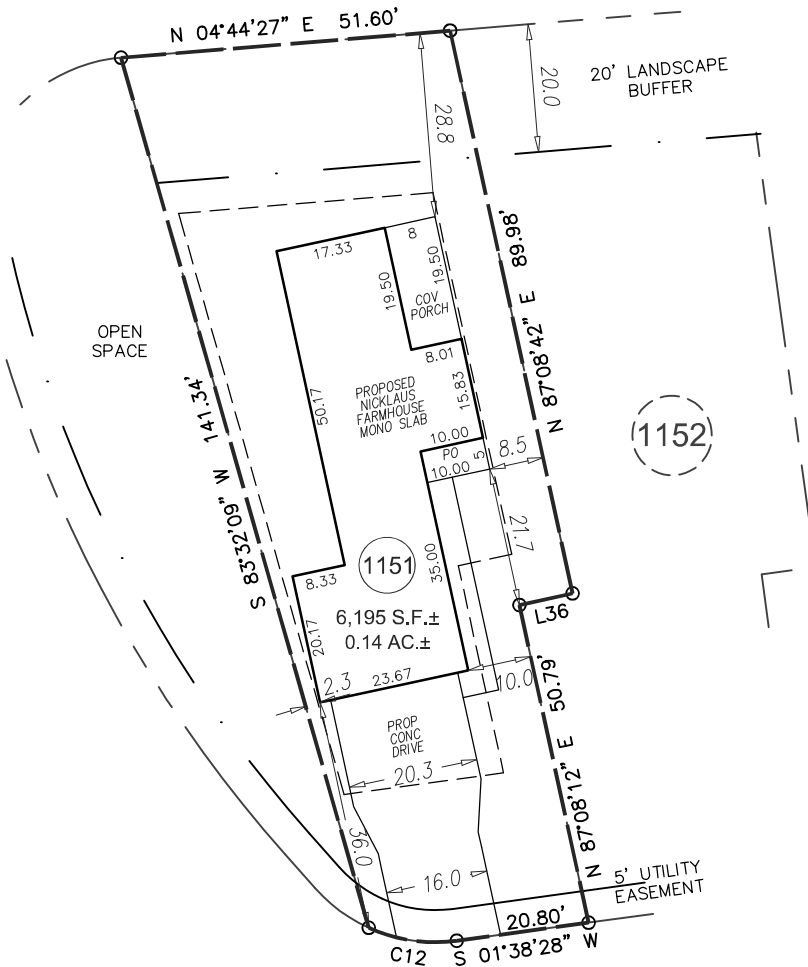 N 04°44'27" E 51.60'
20' LANDSCAPE
BUFFER
20.0
28.8
8
17.33
19.50
19.50
COV
PORCH
OPEN
SPACE
N 87°08'42" E 89.98'
8.01
50.17
PROPOSED
NICKLAUS
FARMHOUSE
MONO SLAB
15.83
S 83°32'09" W 141.34'
10.00
PO
5
10.00
8.5
1152
21.7
1151
35.00
8.33
6,195 S.F.±
0.14 AC.±
L36
20.17
2.3
23.67
10.0
N 87°08'12" E 50.79'
PROP
CONC
DRIVE
20.3
36.0
16.0
5' UTILITY
EASEMENT
20.80'
C12
S 01°38'28" W